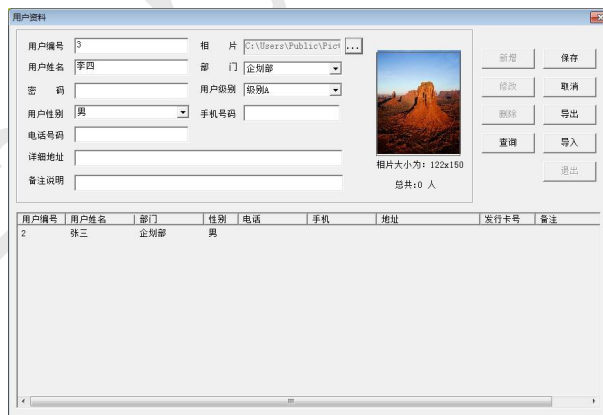 用户资料
用户编号 3 相 片 C:\Users\Public\Pict ...
用户姓名 李四 部 门 企划部
密 码 用户级别 级别A
用户性别 男 手机号码
电话号码
详细地址
备注说明
相片大小为: 122x150
总共:0 人
新增 保存
修改 取消
删除 导出
查询 导入
退出
用户编号 用户姓名 部门 性别 电话 手机 地址 发行卡号 备注
2 张三 企划部 男